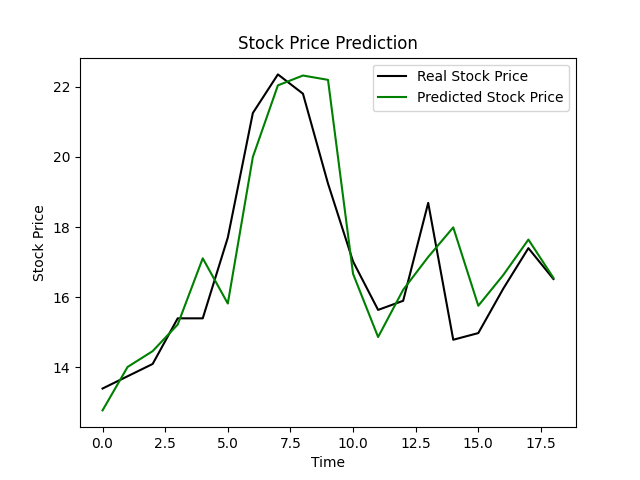 Stock Price Prediction
Real Stock Price
Predicted Stock Price
Stock Price
22
20
18
16
14
0.0 2.5 5.0 7.5 10.0 12.5 15.0 17.5
Time